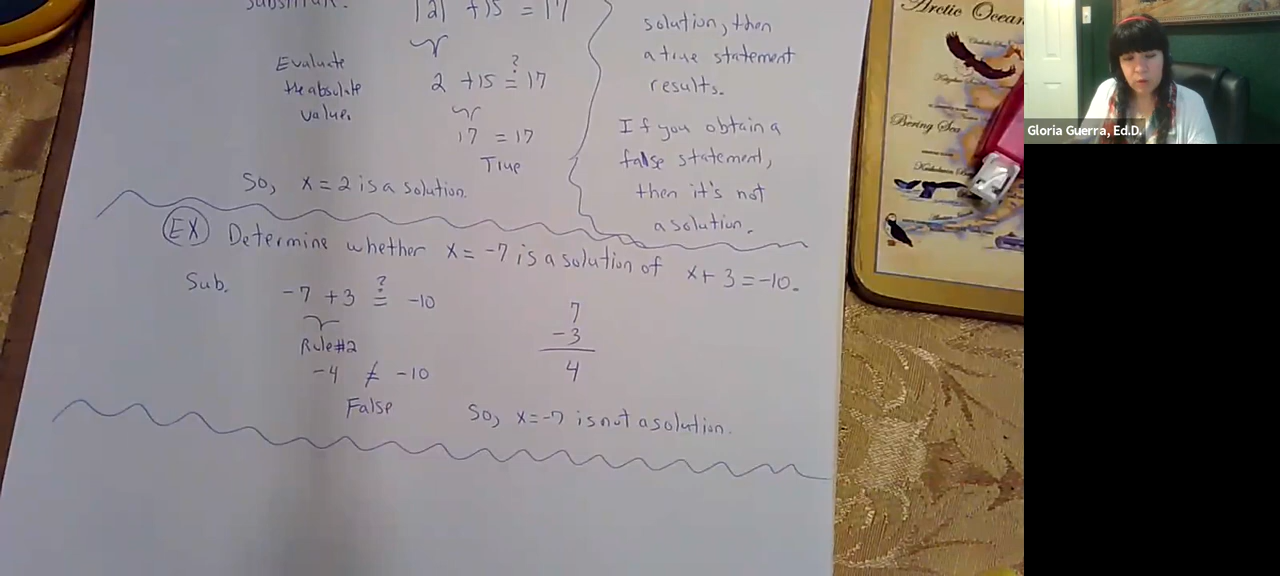 Substitute.
|2| + 15 = 17
Evaluate
the absolute
value.
2 + 15 ≟ 17
17 = 17
True
So, x = 2 is a solution.
solution, then
a true statement
results.
If you obtain a
false statement,
then it's not
a solution.
EX Determine whether x = -7 is a solution of x + 3 = -10.
Sub.
-7 + 3 ≟ -10
Rule #2
-4 ≠ -10
False
7
- 3
4
So, x = -7 is not a solution.
Arctic Ocean
Bering Sea
Gloria Guerra, Ed.D.